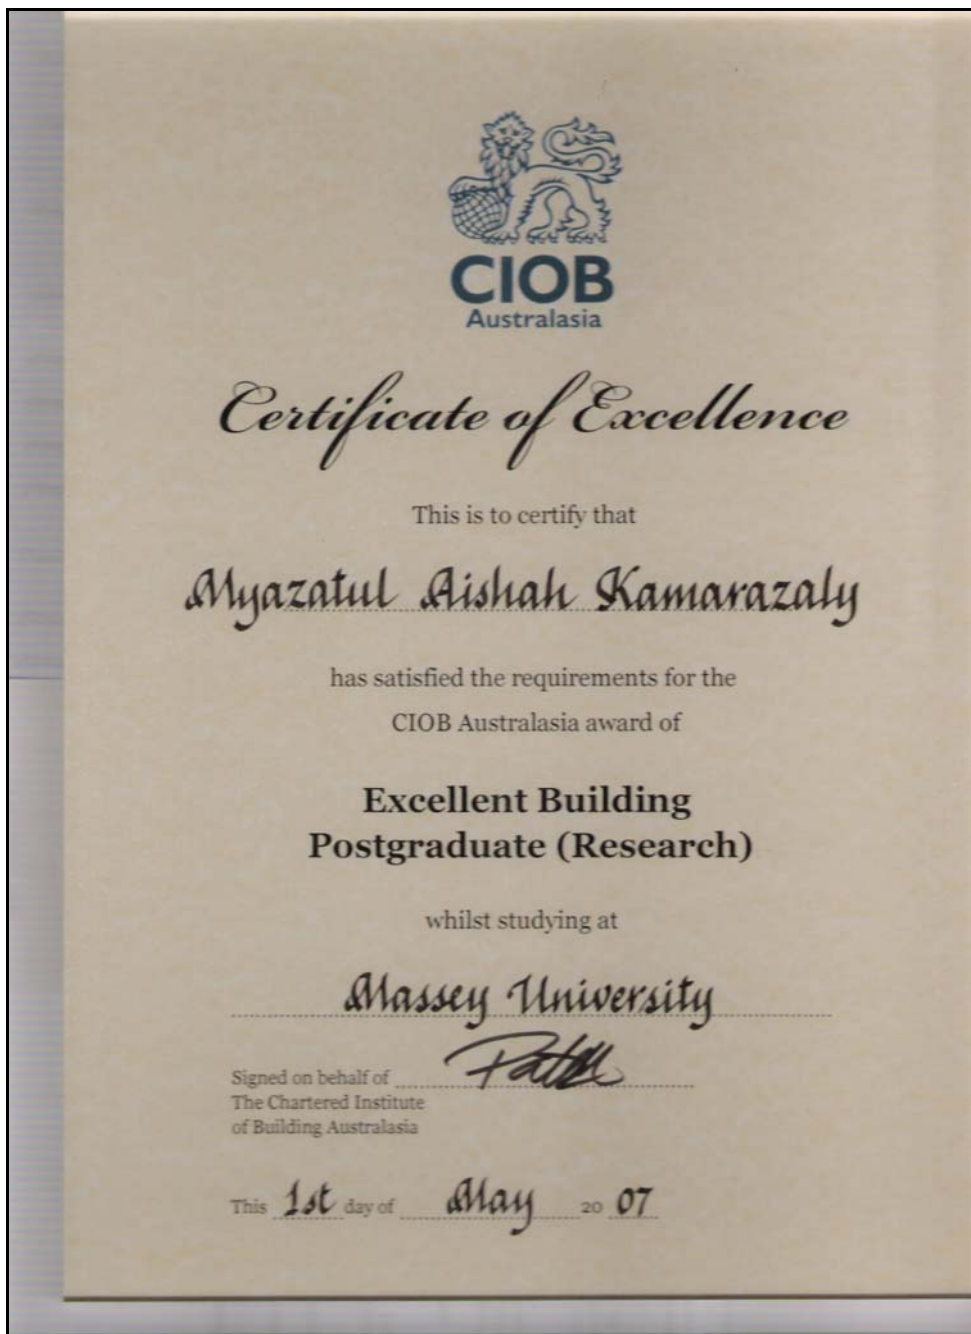 CIOB
Australasia
Certificate of Excellence
This is to certify that
Myazatul Aishah Kamarazaly
has satisfied the requirements for the
CIOB Australasia award of
Excellent Building
Postgraduate (Research)
whilst studying at
Massey University
Signed on behalf of
The Chartered Institute
of Building Australasia
This 1st day of May 20 07